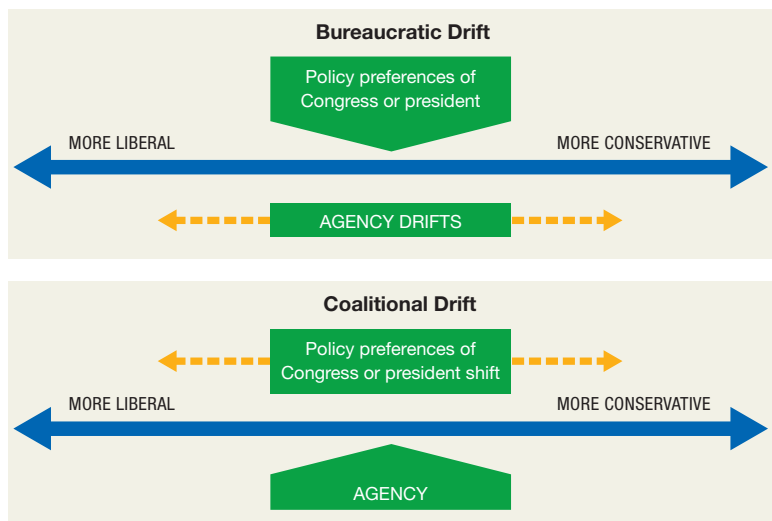 Bureaucratic Drift
Policy preferences of
Congress or president
MORE LIBERAL
MORE CONSERVATIVE
AGENCY DRIFTS
Coalitional Drift
Policy preferences of
Congress or president shift
MORE LIBERAL
MORE CONSERVATIVE
AGENCY